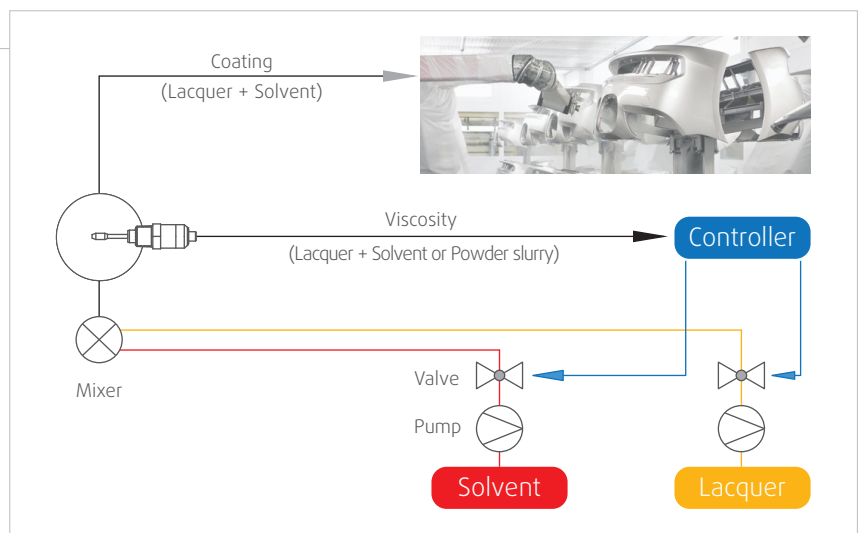 Coating
(Lacquer + Solvent)
Viscosity
(Lacquer + Solvent or Powder slurry)
Controller
Mixer
Valve
Pump
Solvent
Lacquer